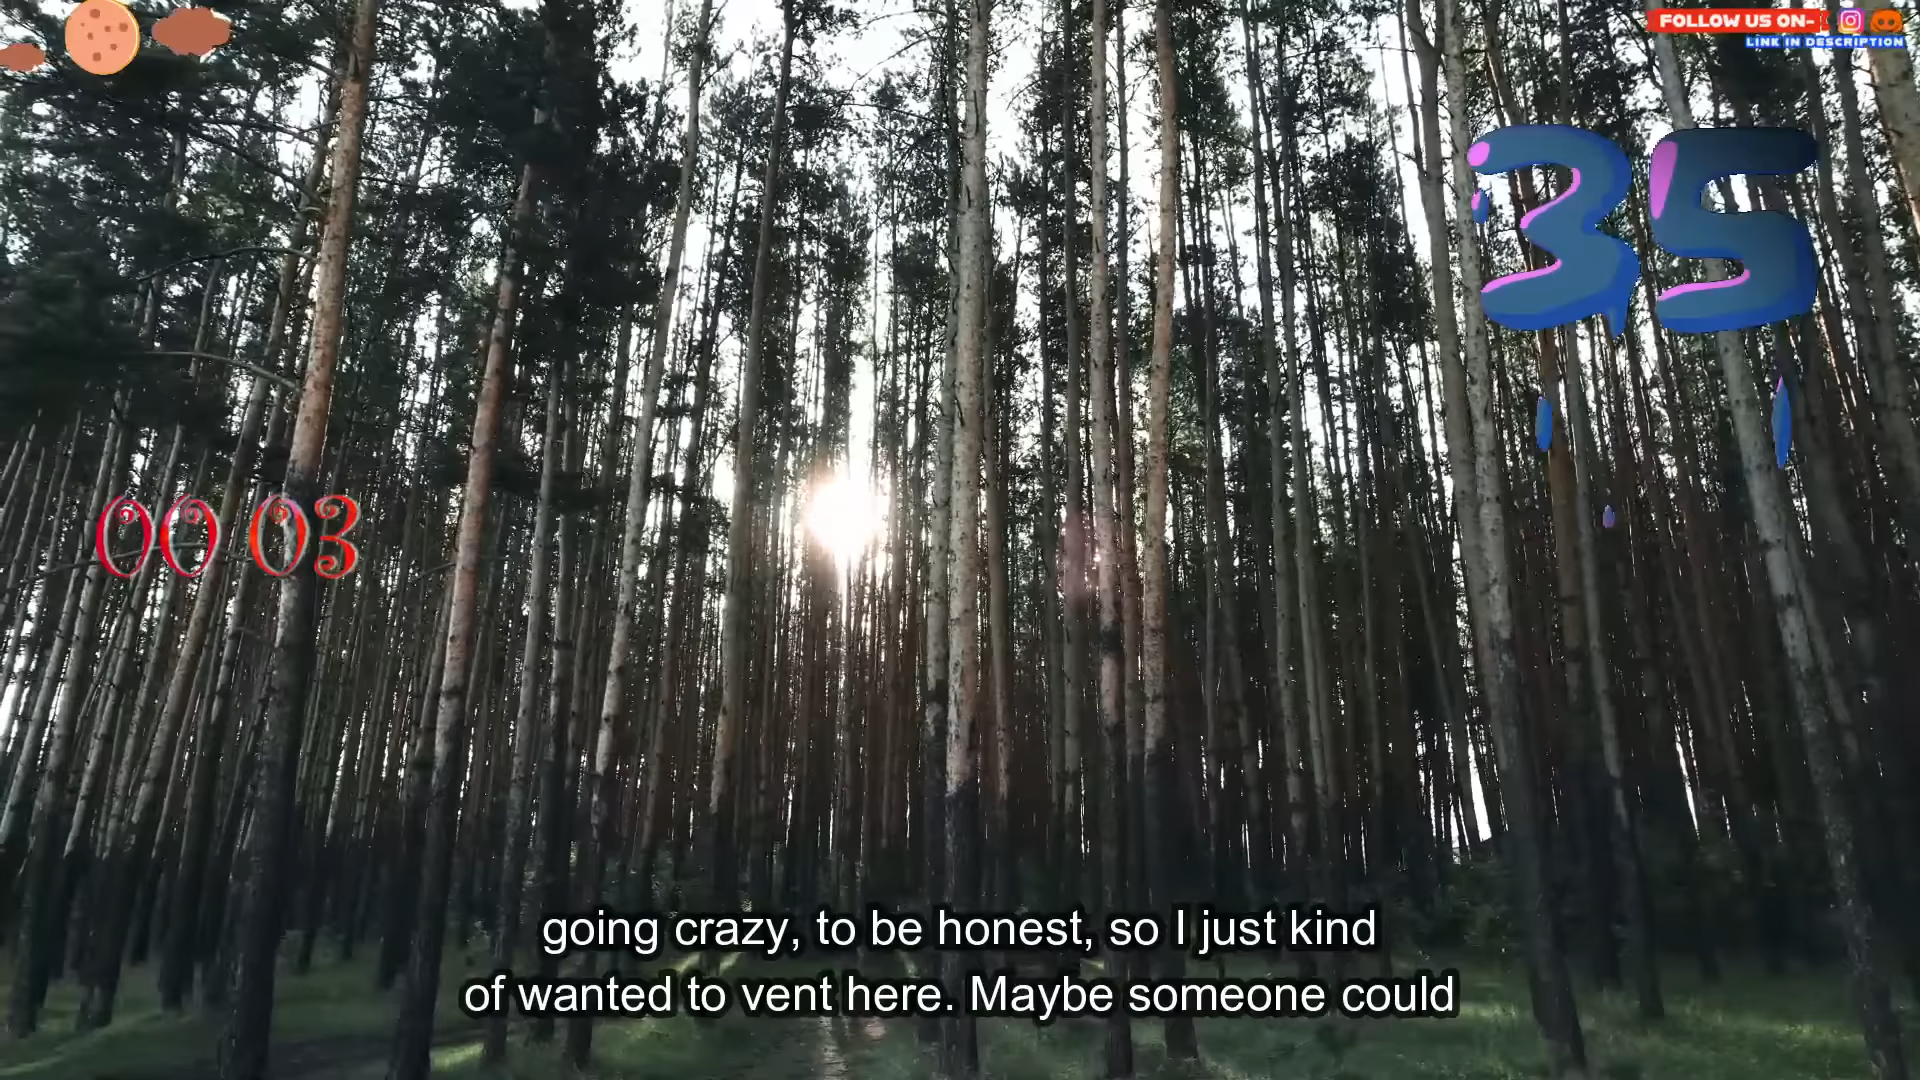 FOLLOW US ON-
LINK IN DESCRIPTION
35
00 03
going crazy, to be honest, so I just kind
of wanted to vent here. Maybe someone could